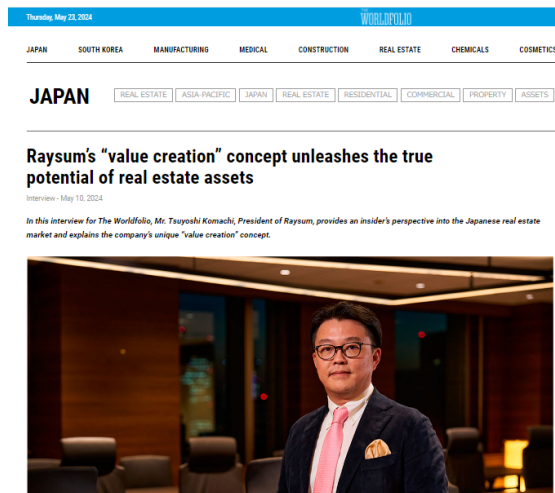 Thursday, May 23, 2024
THE
WORLDFOLIO
JAPAN SOUTH KOREA MANUFACTURING MEDICAL CONSTRUCTION REAL ESTATE CHEMICALS COSMETICS
JAPAN
REAL ESTATE ASIA-PACIFIC JAPAN REAL ESTATE RESIDENTIAL COMMERCIAL PROPERTY ASSETS
Raysum's “value creation” concept unleashes the true
potential of real estate assets
Interview - May 10, 2024
In this interview for The Worldfolio, Mr. Tsuyoshi Komachi, President of Raysum, provides an insider's perspective into the Japanese real estate
market and explains the company's unique “value creation” concept.